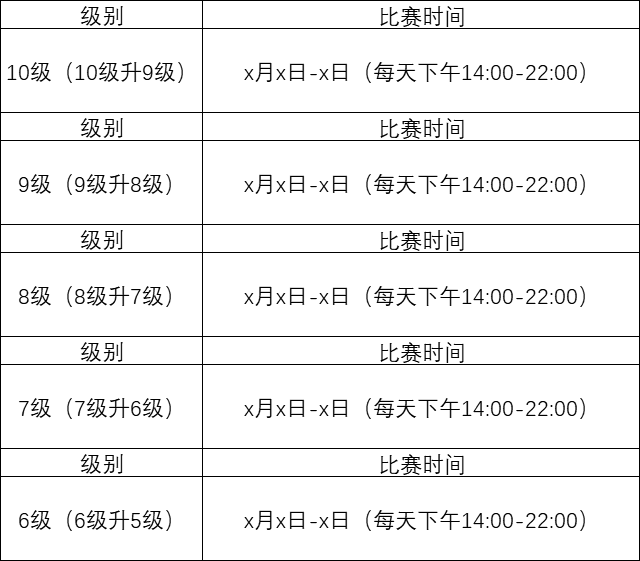 级别 比赛时间
10级（10级升9级） x月x日-x日（每天下午14:00-22:00）
级别 比赛时间
9级（9级升8级） x月x日-x日（每天下午14:00-22:00）
级别 比赛时间
8级（8级升7级） x月x日-x日（每天下午14:00-22:00）
级别 比赛时间
7级（7级升6级） x月x日-x日（每天下午14:00-22:00）
级别 比赛时间
6级（6级升5级） x月x日-x日（每天下午14:00-22:00）